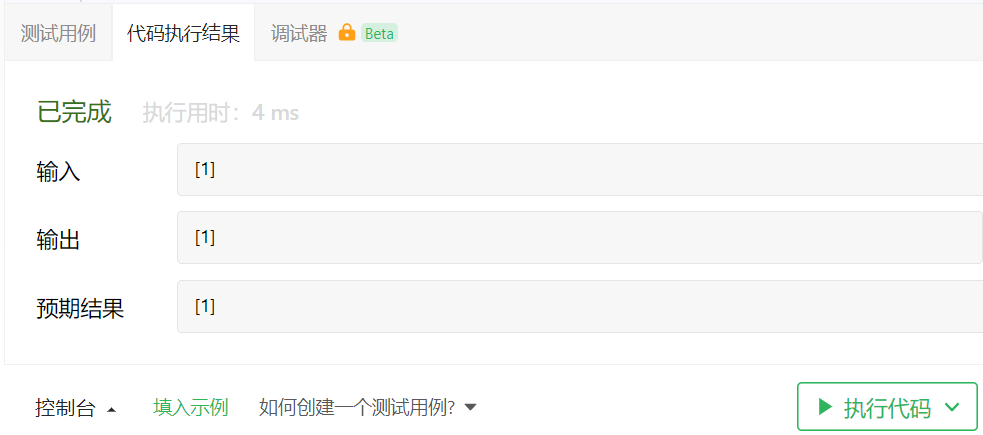 测试用例 代码执行结果 调试器 Beta
已完成 执行用时：4 ms
输入 [1]
输出 [1]
预期结果 [1]
控制台 填入示例 如何创建一个测试用例? 执行代码